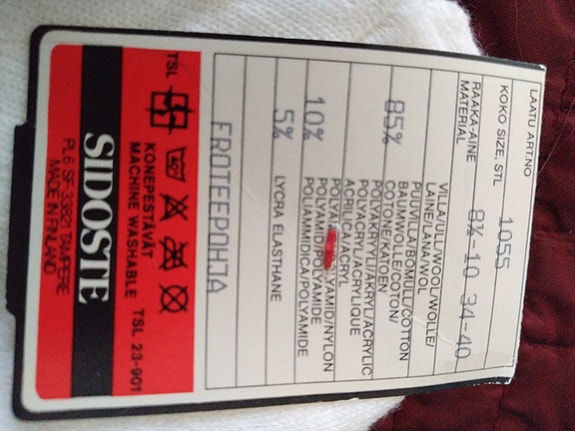 LAATU ART.NO 1055
KOKO SIZE, STL 8½-10 34-40
RAAKA-AINE
MATERIAL
VILLA/ULL/WOOL/WOLLE/
LAINE/LANA/WOL
85% PUUVILLA/BOMULL/COTTON
BAUMWOLLE/COTON/
COTONE/KATOEN
POLYAKRYYLI/AKRYL/ACRYLIC
POLYACRYL/ACRYLIQUE
ACRILICA/ACRYL
10% POLYAMID/NYLON
POLYAMID/POLYAMIDE
POLIAMMIDICA/POLYAMIDE
5% LYCRA ELASTHANE
FROTEEPOHJA
TSL
KONEPESTÄVÄT
MACHINE WASHABLE TSL 23-901
SIDOSTE
PL 6 SF-33821 TAMPERE
MADE IN FINLAND